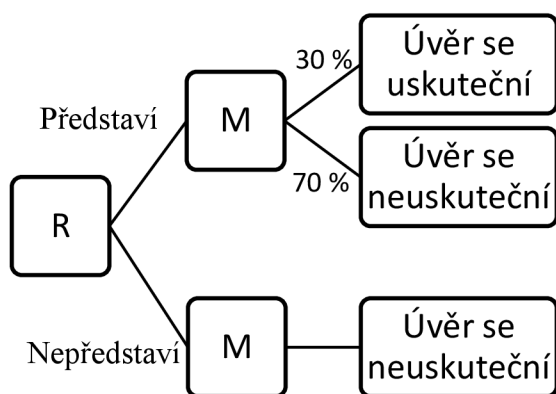 30 %
Úvěr se
uskuteční
Představí
M
70 %
Úvěr se
neuskuteční
R
Nepředstaví
M
Úvěr se
neuskuteční